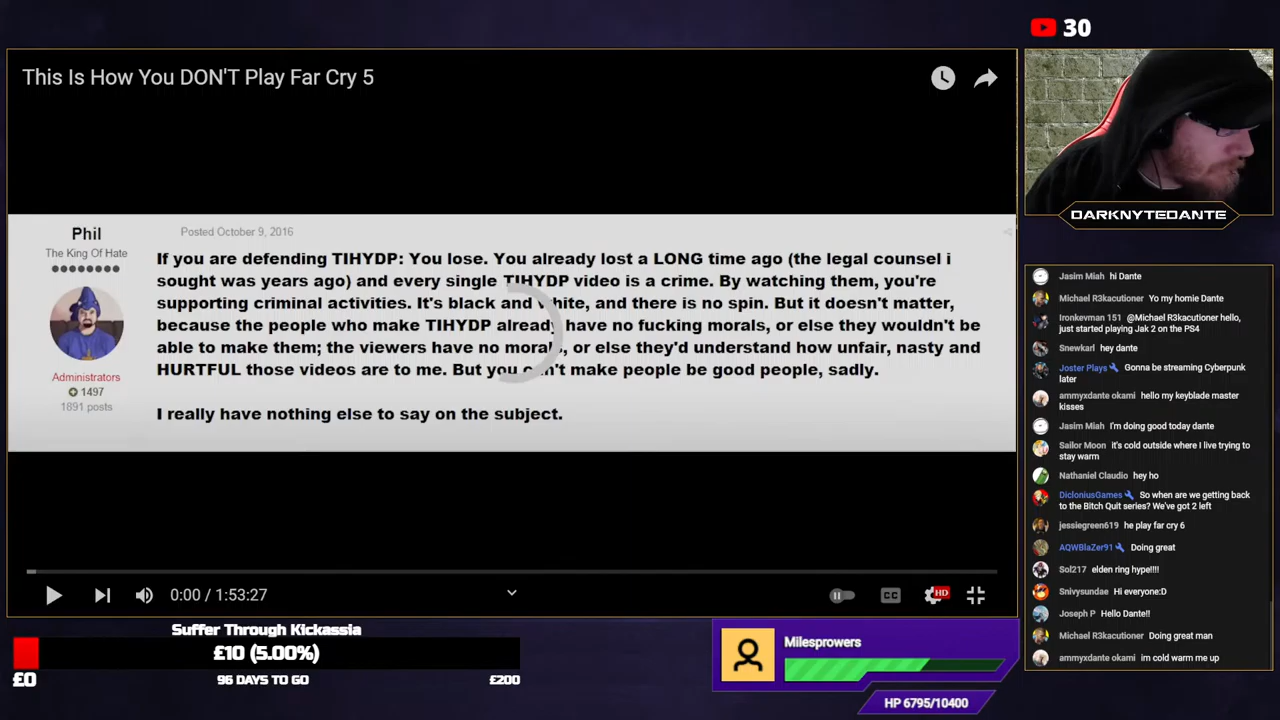 30
This Is How You DON'T Play Far Cry 5
Phil
The King Of Hate
Administrators
1497
1891 posts
Posted October 9, 2016
If you are defending TIHYDP: You lose. You already lost a LONG time ago (the legal counsel i
sought was years ago) and every single TIHYDP video is a crime. By watching them, you're
supporting criminal activities. It's black and white, and there is no spin. But it doesn't matter,
because the people who make TIHYDP already have no fucking morals, or else they wouldn't be
able to make them; the viewers have no morals, or else they'd understand how unfair, nasty and
HURTFUL those videos are to me. But you can't make people be good people, sadly.
I really have nothing else to say on the subject.
0:00 / 1:53:27
CC
HD
DARKNYTEDANTE
Jasim Miah hi Dante
Michael R3kacutioner Yo my homie Dante
Ironkevman 151 @Michael R3kacutioner hello,
just started playing Jak 2 on the PS4
Snewkarl hey dante
Joster Plays Gonna be streaming Cyberpunk
later
ammyxdante okami hello my keyblade master
kisses
Jasim Miah I'm doing good today dante
Sailor Moon it's cold outside where I live trying to
stay warm
Nathaniel Claudio hey ho
DicloniusGames So when are we getting back
to the B!tch Quit series? We've got 2 left
jessiegreen619 he play far cry 6
AQWBlaZer91 Doing great
Sol217 elden ring hype!!!!
Snivysundae Hi everyone:D
Joseph P Hello Dante!!
Michael R3kacutioner Doing great man
ammyxdante okami im cold warm me up
Suffer Through Kickassia
£10 (5.00%)
£0
96 DAYS TO GO
£200
Milesprowers
HP 6795/10400